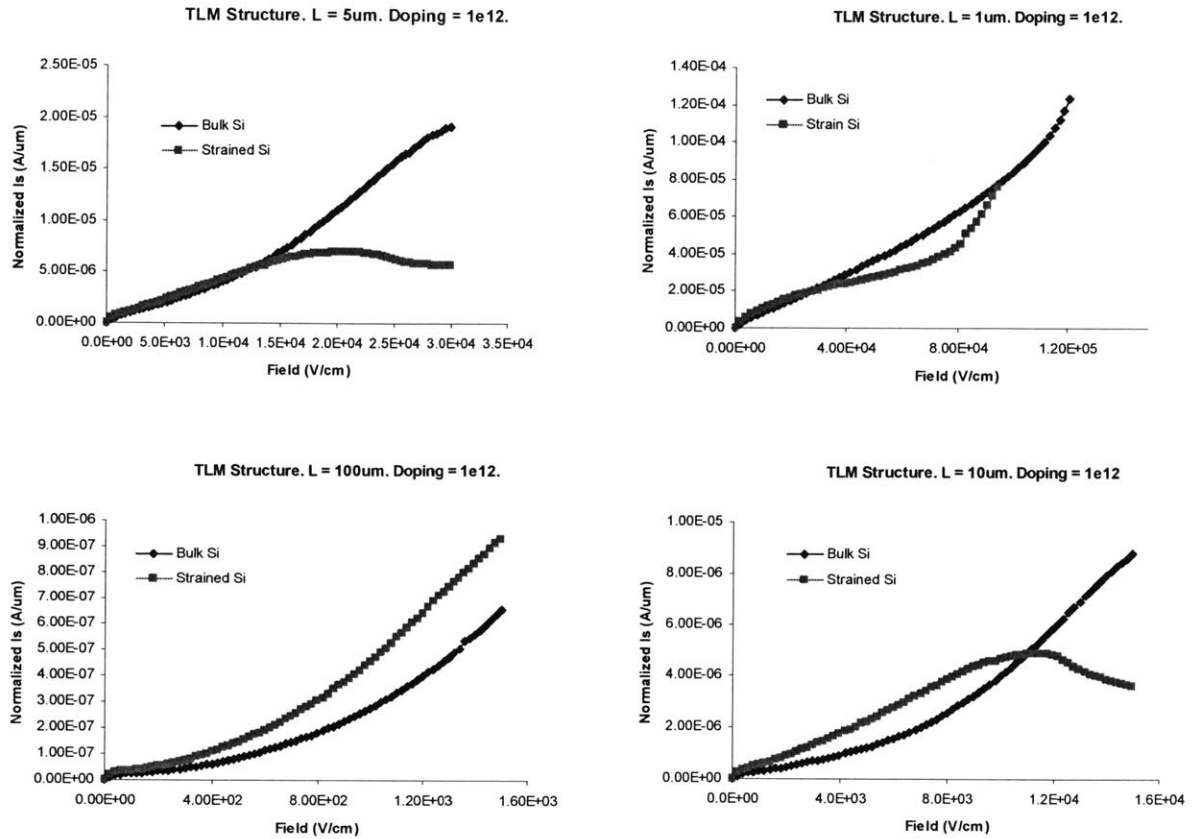 TLM Structure. L = 5um. Doping = 1e12.
Normalized Is (A/um)
2.50E-05
2.00E-05
1.50E-05
1.00E-05
5.00E-06
0.00E+00
Bulk Si
Strained Si
0.0E+00 5.0E+03 1.0E+04 1.5E+04 2.0E+04 2.5E+04 3.0E+04 3.5E+04
Field (V/cm)
TLM Structure. L = 1um. Doping = 1e12.
Normalized Is (A/um)
1.40E-04
1.20E-04
1.00E-04
8.00E-05
6.00E-05
4.00E-05
2.00E-05
0.00E+00
Bulk Si
Strain Si
0.00E+00 4.00E+04 8.00E+04 1.20E+05
Field (V/cm)
TLM Structure. L = 100um. Doping = 1e12.
Normalized Is (A/um)
1.00E-06
9.00E-07
8.00E-07
7.00E-07
6.00E-07
5.00E-07
4.00E-07
3.00E-07
2.00E-07
1.00E-07
0.00E+00
Bulk Si
Strained Si
0.00E+00 4.00E+02 8.00E+02 1.20E+03 1.60E+03
Field (V/cm)
TLM Structure. L = 10um. Doping = 1e12
Normalized Is (A/um)
1.00E-05
8.00E-06
6.00E-06
4.00E-06
2.00E-06
0.00E+00
Bulk Si
Strained Si
0.0E+00 4.0E+03 8.0E+03 1.2E+04 1.6E+04
Field (V/cm)